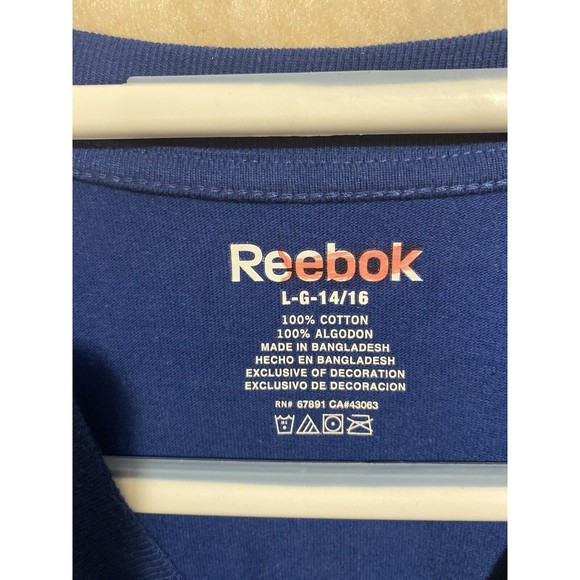 Reebok
L-G-14/16
100% COTTON
100% ALGODON
MADE IN BANGLADESH
HECHO EN BANGLADESH
EXCLUSIVE OF DECORATION
EXCLUSIVO DE DECORACION
RN# 67891 CA#43063